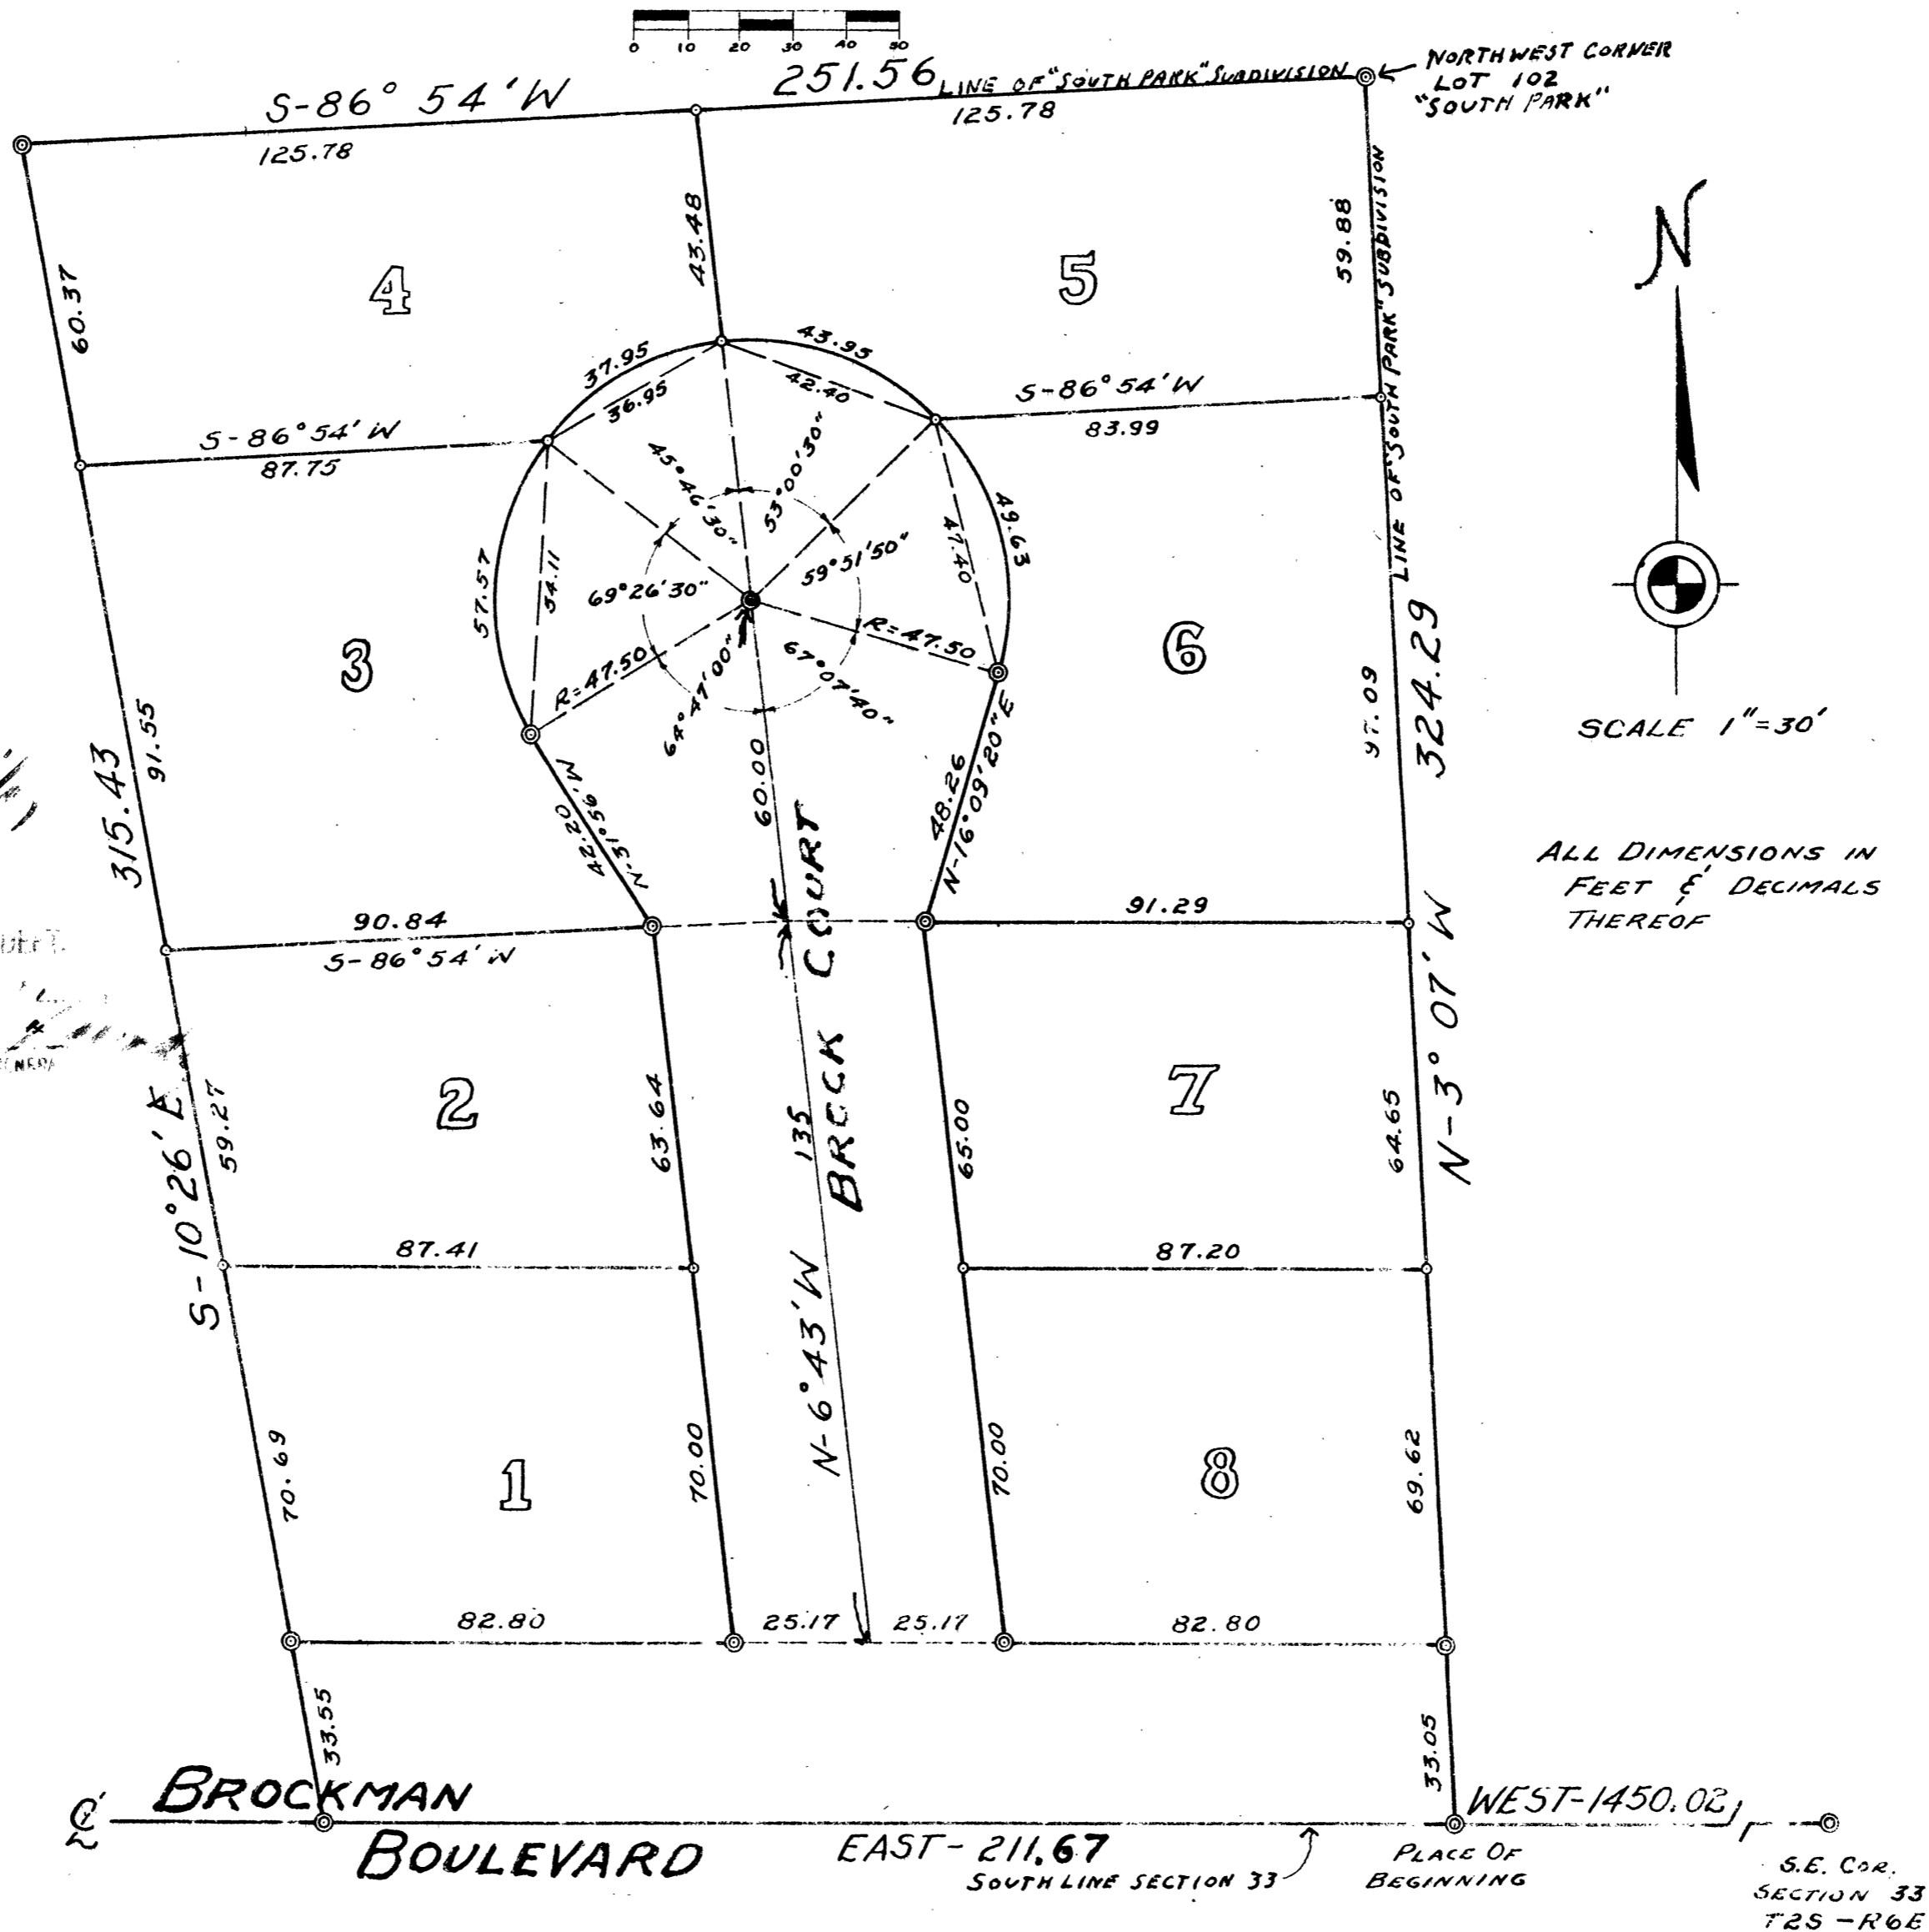 0 10 20 30 40 50
251.56
LINE OF "SOUTH PARK" SUBDIVISION
NORTHWEST CORNER
LOT 102
"SOUTH PARK"
S-86° 54' W
125.78
125.78
N
43.48
59.88
LINE OF "SOUTH PARK" SUBDIVISION
60.37
4
5
37.95
36.95
43.95
42.40
S-86°54' W
87.75
S-86°54' W
83.99
45°46'30"
53°00'30"
49.63
47.40
59°51'50"
69°26'30"
57.57
54.11
R=47.50
R=47.50
64°47'00"
67°07'40"
3
6
315.43
91.55
60.00
97.09
324.29
SCALE 1"=30'
42.20
N-31°56' W
48.26
N-16°09'20" E
ALL DIMENSIONS IN
FEET & DECIMALS
THEREOF
90.84
S-86°54' W
91.29
DEPT.
BROCK COURT
N-3° 07' W
S-10°26' E
59.27
2
63.64
135
65.00
7
64.65
87.41
87.20
N-6°43' W
70.69
1
70.00
70.00
8
69.62
82.80
25.17
25.17
82.80
33.55
33.05
BROCKMAN
BOULEVARD
WEST-1450.02
EAST-211.67
SOUTH LINE SECTION 33
PLACE OF
BEGINNING
S.E. COR.
SECTION 33
T2S-R6E